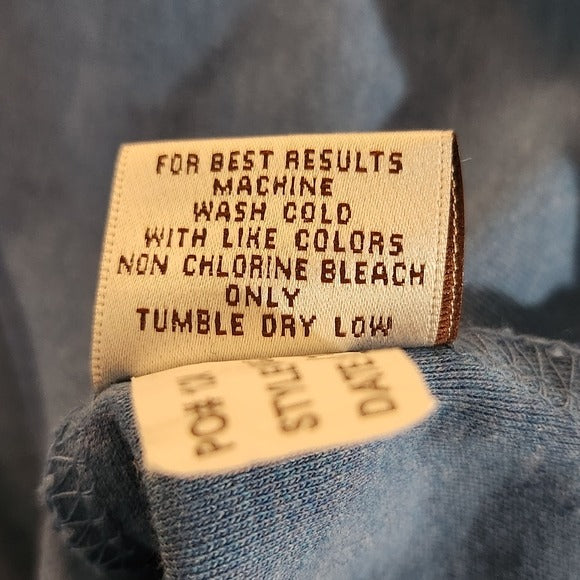 FOR BEST RESULTS
MACHINE
WASH COLD
WITH LIKE COLORS
NON CHLORINE BLEACH
ONLY
TUMBLE DRY LOW
PO#
STYLE
DATE